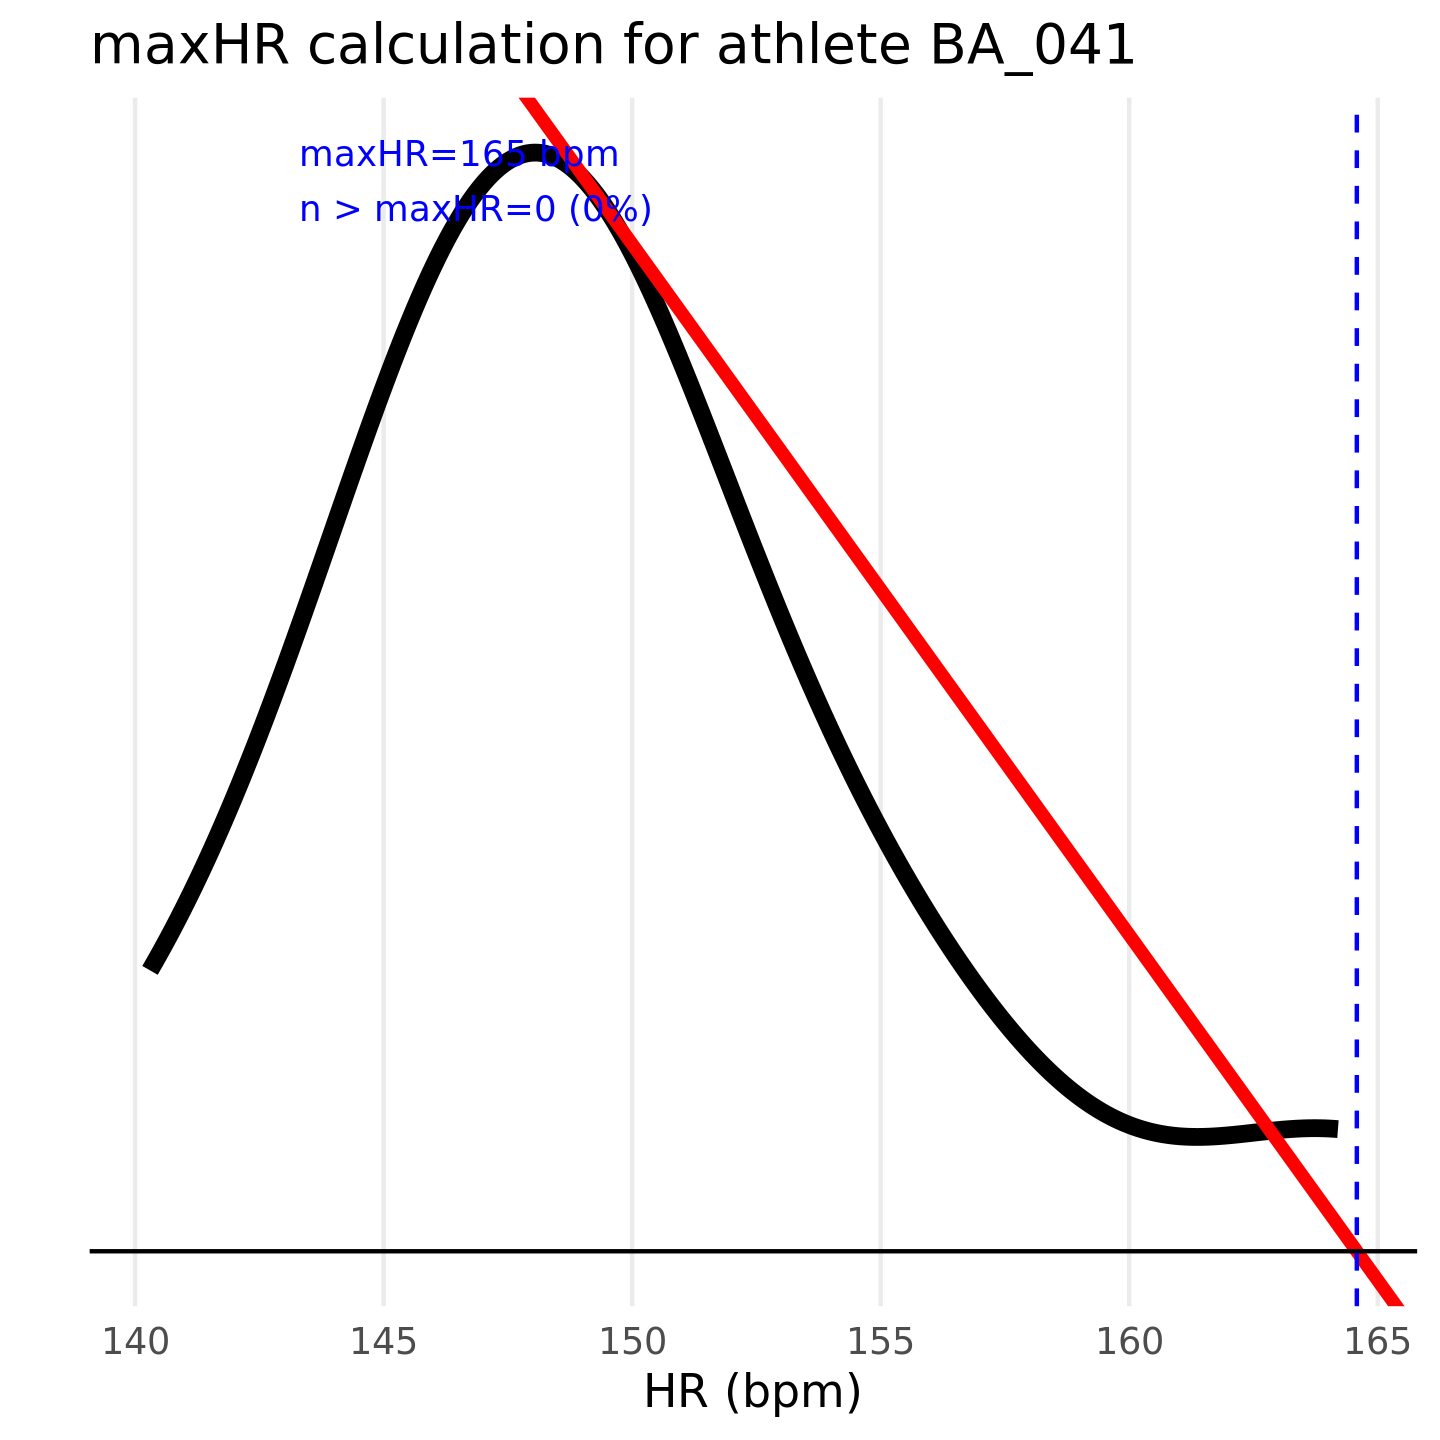 maxHR calculation for athlete BA_041
maxHR=165 bpm
n > maxHR=0 (0%)
140 145 150 155 160 165
HR (bpm)